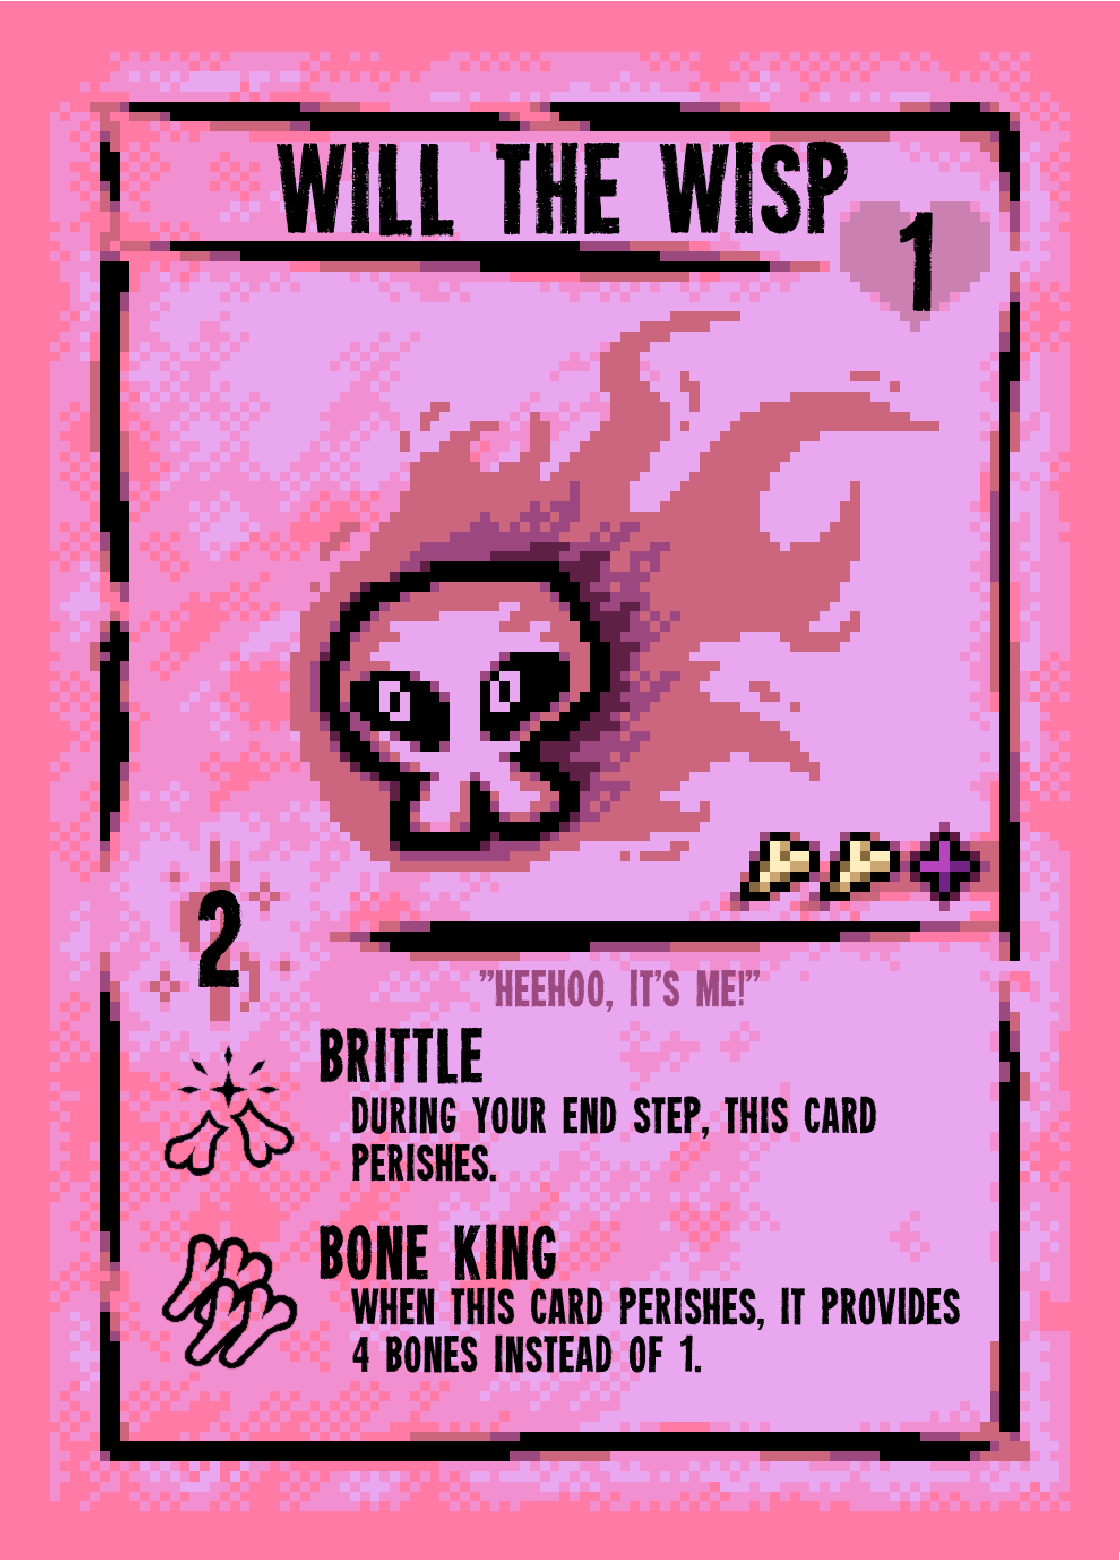 WILL THE WISP
1
2
"HEEHOO, IT'S ME!"
BRITTLE
DURING YOUR END STEP, THIS CARD
PERISHES.
BONE KING
WHEN THIS CARD PERISHES, IT PROVIDES
4 BONES INSTEAD OF 1.